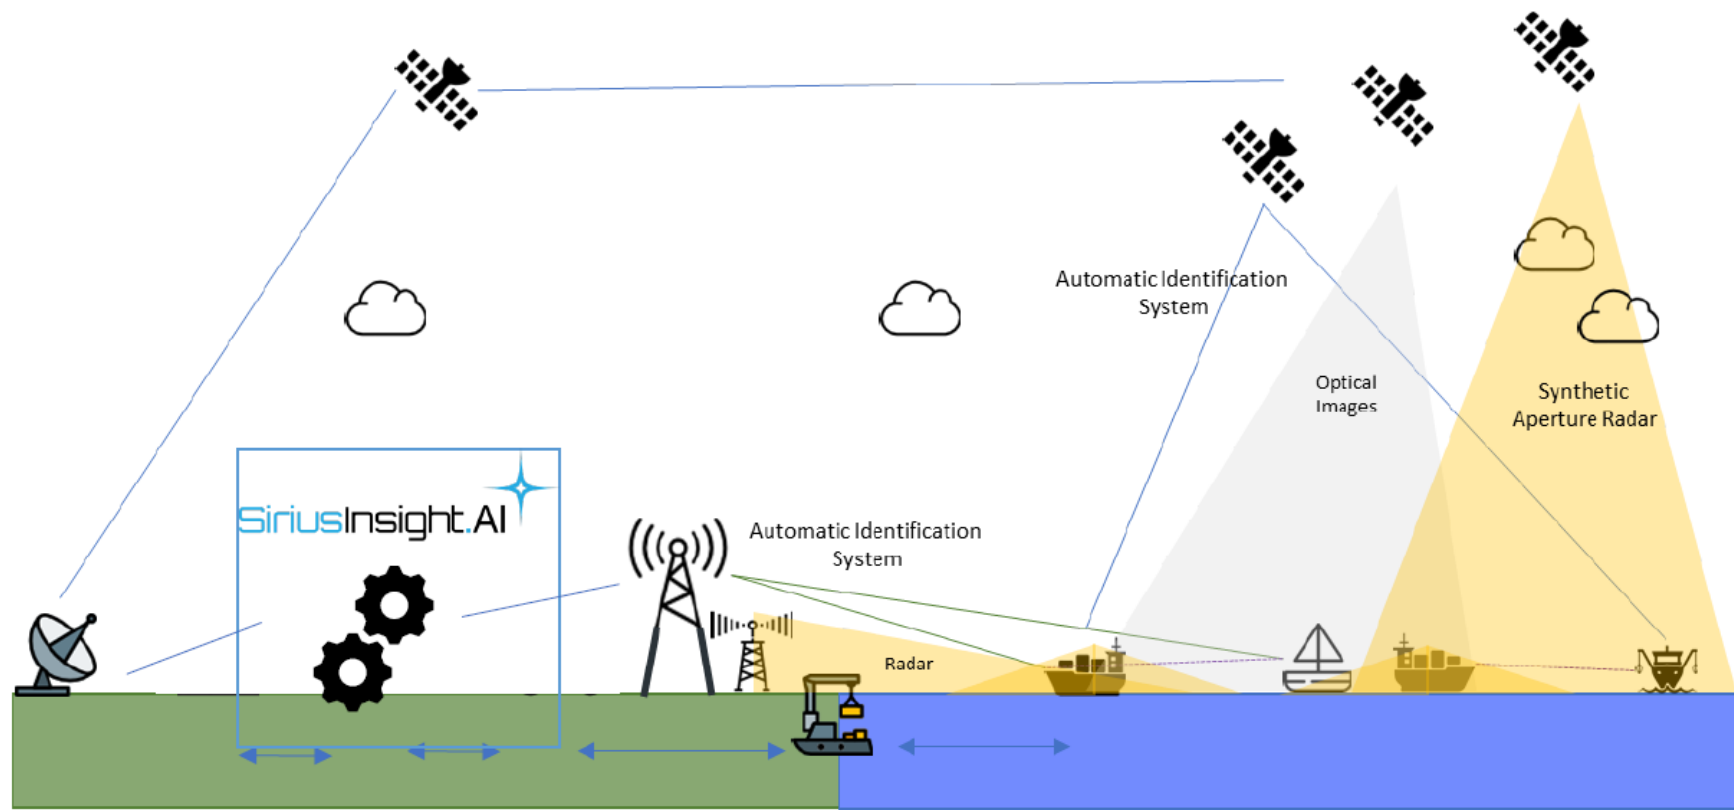 Automatic Identification
System
Optical
Images
Synthetic
Aperture Radar
SiriusInsight.AI
Automatic Identification
System
Radar